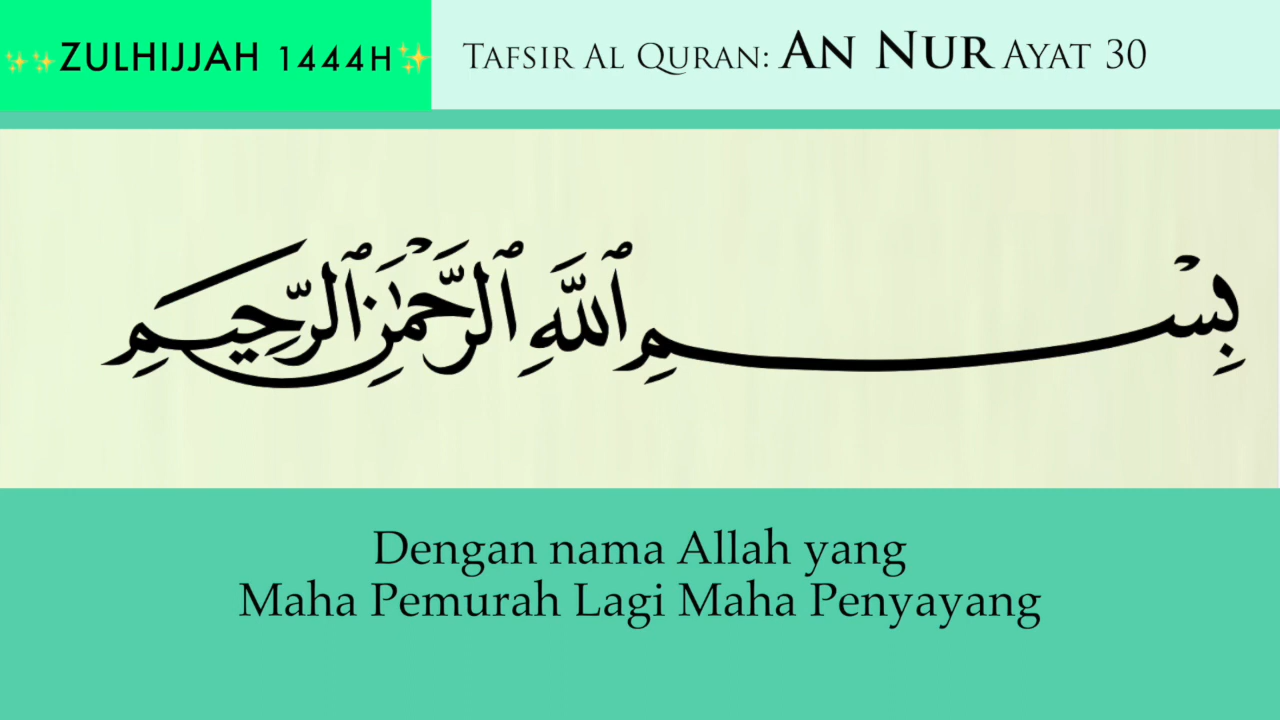 ✨✨ZULHIJJAH 1444H✨
TAFSIR AL QURAN: AN NUR AYAT 30
بِسْمِ ٱللَّهِ ٱلرَّحْمَٰنِ ٱلرَّحِيمِ
Dengan nama Allah yang
Maha Pemurah Lagi Maha Penyayang